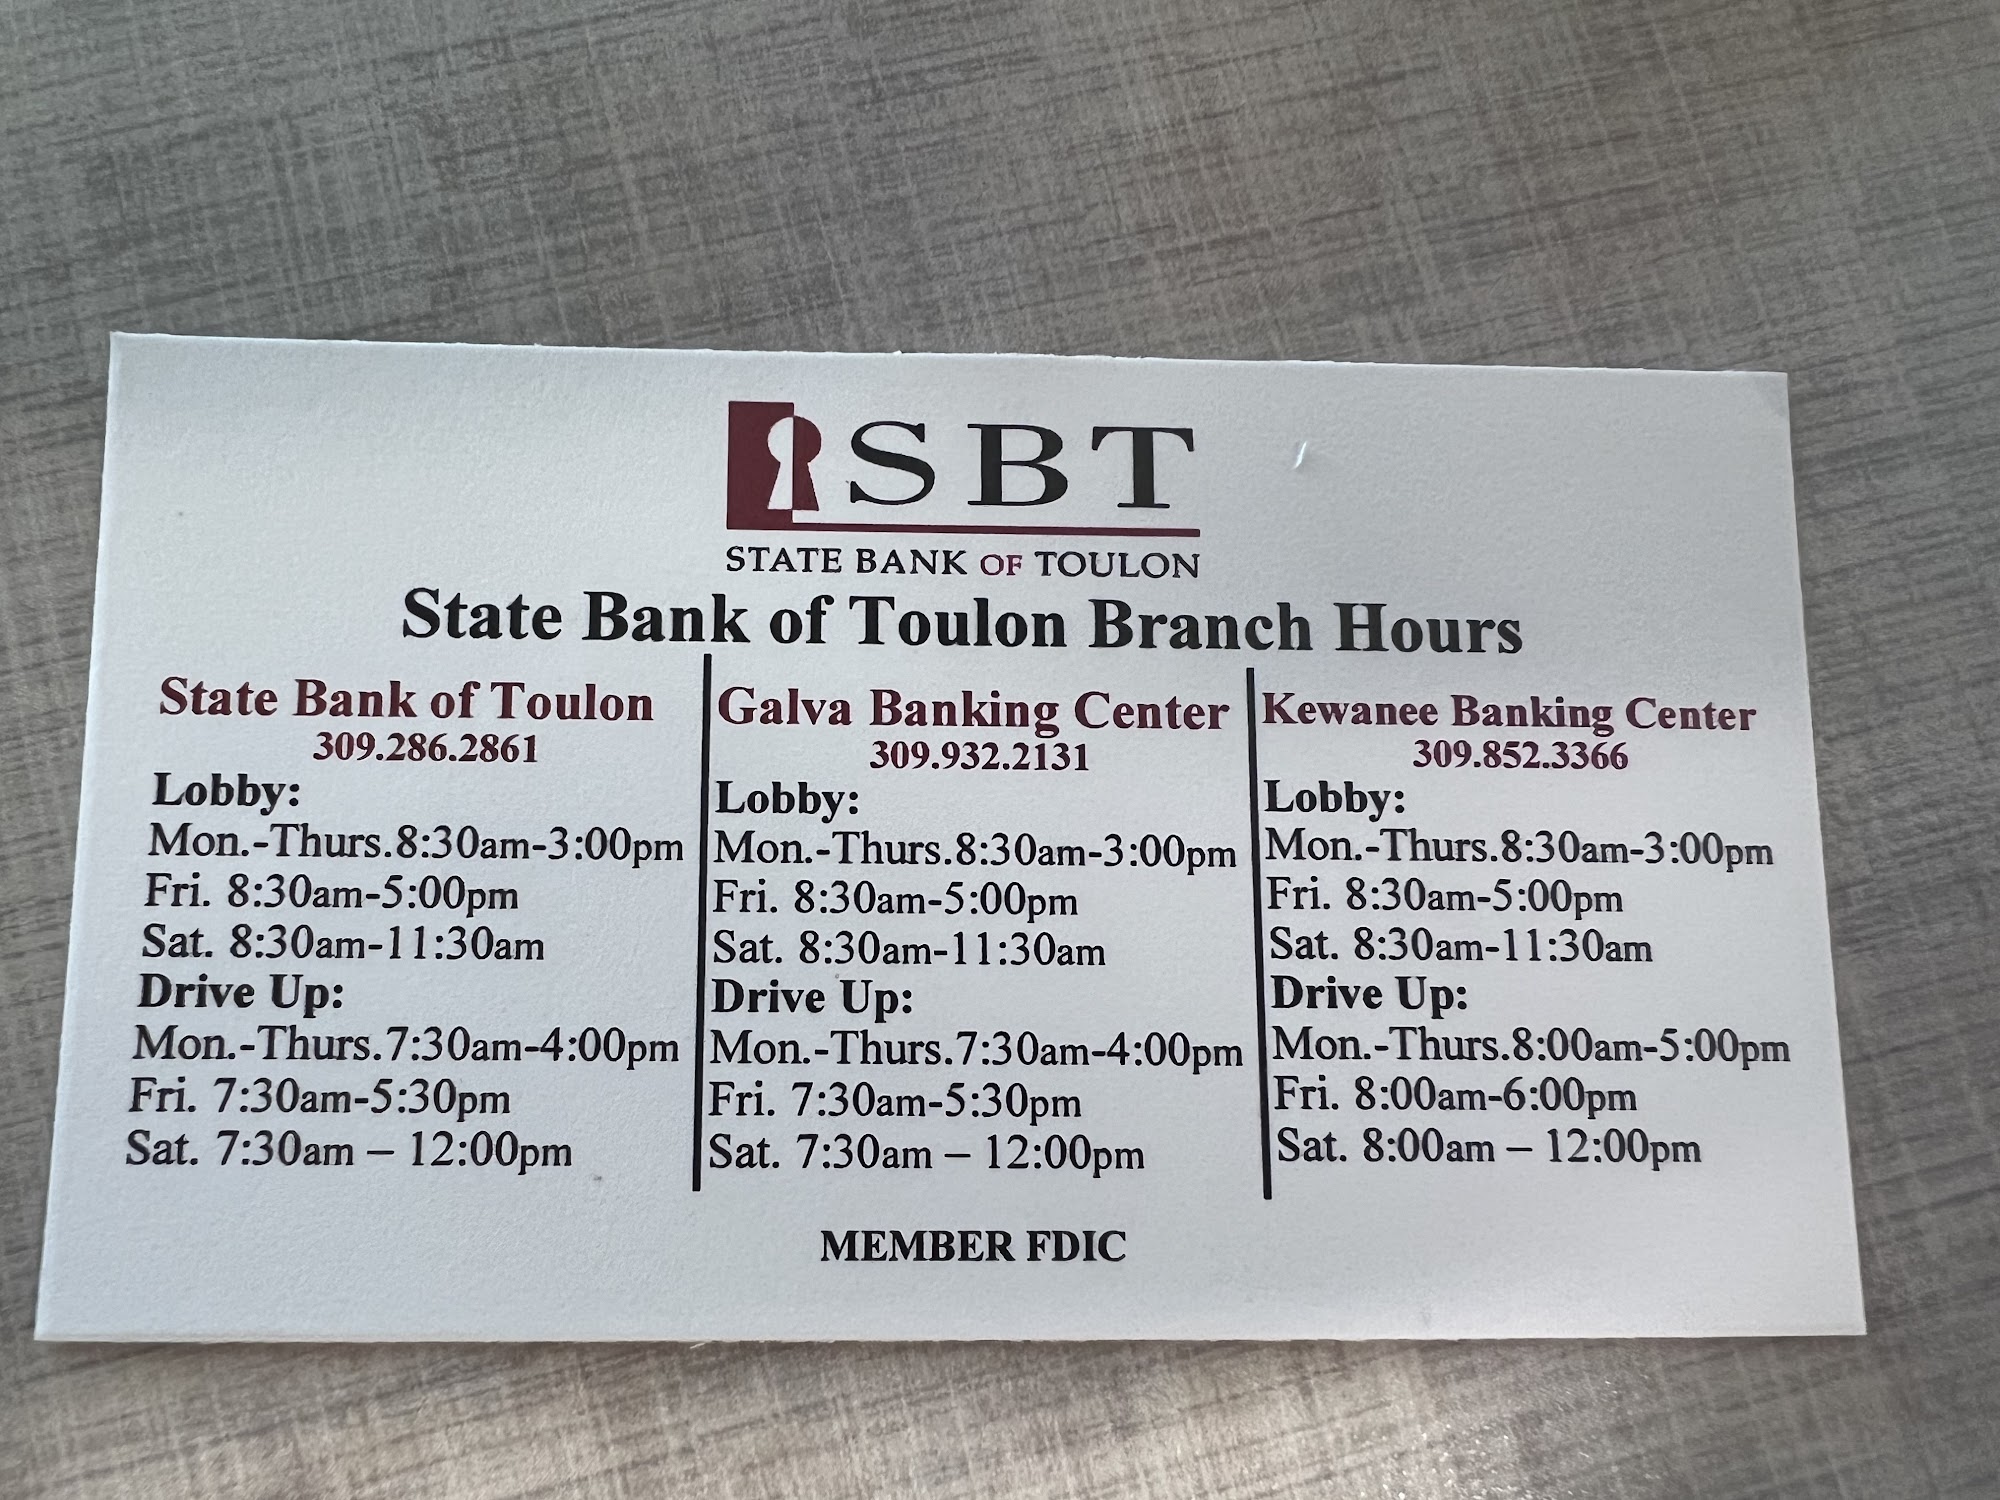 SBT
STATE BANK OF TOULON
State Bank of Toulon Branch Hours
State Bank of Toulon
309.286.2861
Lobby:
Mon.-Thurs.8:30am-3:00pm
Fri. 8:30am-5:00pm
Sat. 8:30am-11:30am
Drive Up:
Mon.-Thurs.7:30am-4:00pm
Fri. 7:30am-5:30pm
Sat. 7:30am – 12:00pm
Galva Banking Center
309.932.2131
Lobby:
Mon.-Thurs.8:30am-3:00pm
Fri. 8:30am-5:00pm
Sat. 8:30am-11:30am
Drive Up:
Mon.-Thurs.7:30am-4:00pm
Fri. 7:30am-5:30pm
Sat. 7:30am – 12:00pm
Kewanee Banking Center
309.852.3366
Lobby:
Mon.-Thurs.8:30am-3:00pm
Fri. 8:30am-5:00pm
Sat. 8:30am-11:30am
Drive Up:
Mon.-Thurs.8:00am-5:00pm
Fri. 8:00am-6:00pm
Sat. 8:00am – 12:00pm
MEMBER FDIC